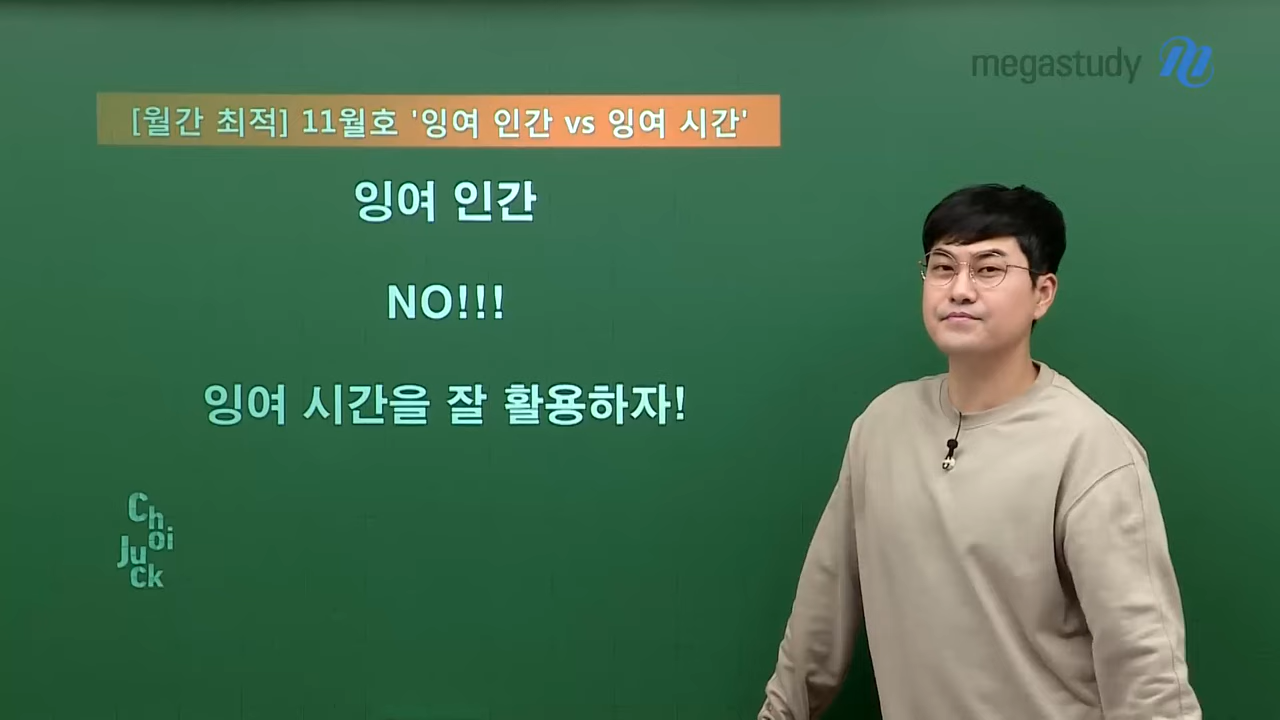 megastudy
[월간 최적] 11월호 '잉여 인간 vs 잉여 시간'
잉여 인간
NO!!!
잉여 시간을 잘 활용하자!
Choi
Juck